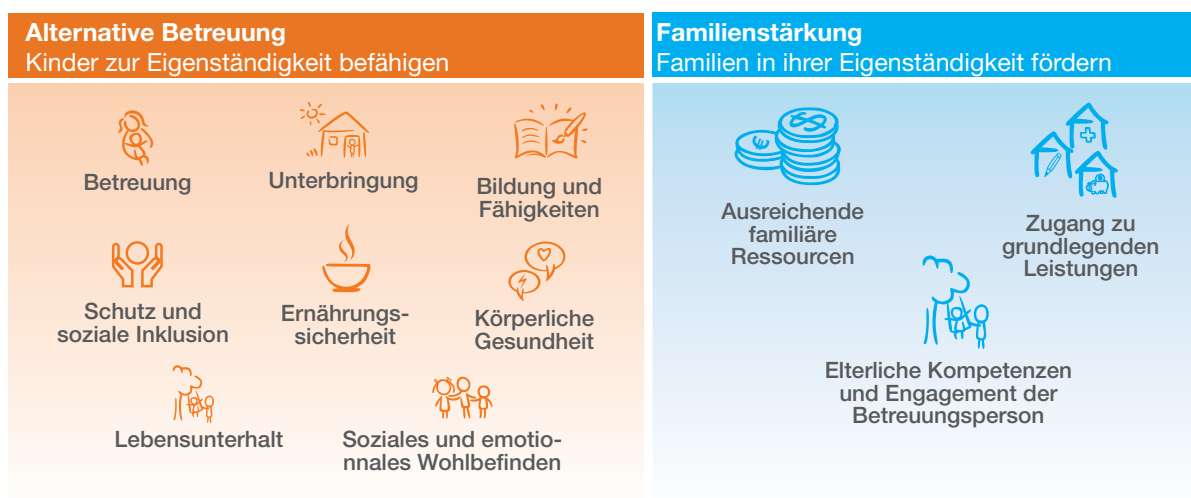 Alternative Betreuung
Kinder zur Eigenständigkeit befähigen
Betreuung
Unterbringung
Bildung und
Fähigkeiten
Schutz und
soziale Inklusion
Ernährungs-
sicherheit
Körperliche
Gesundheit
Lebensunterhalt
Soziales und emotio-
nnales Wohlbefinden
Familienstärkung
Familien in ihrer Eigenständigkeit fördern
Ausreichende
familiäre
Ressourcen
Zugang zu
grundlegenden
Leistungen
Elterliche Kompetenzen
und Engagement der
Betreuungsperson